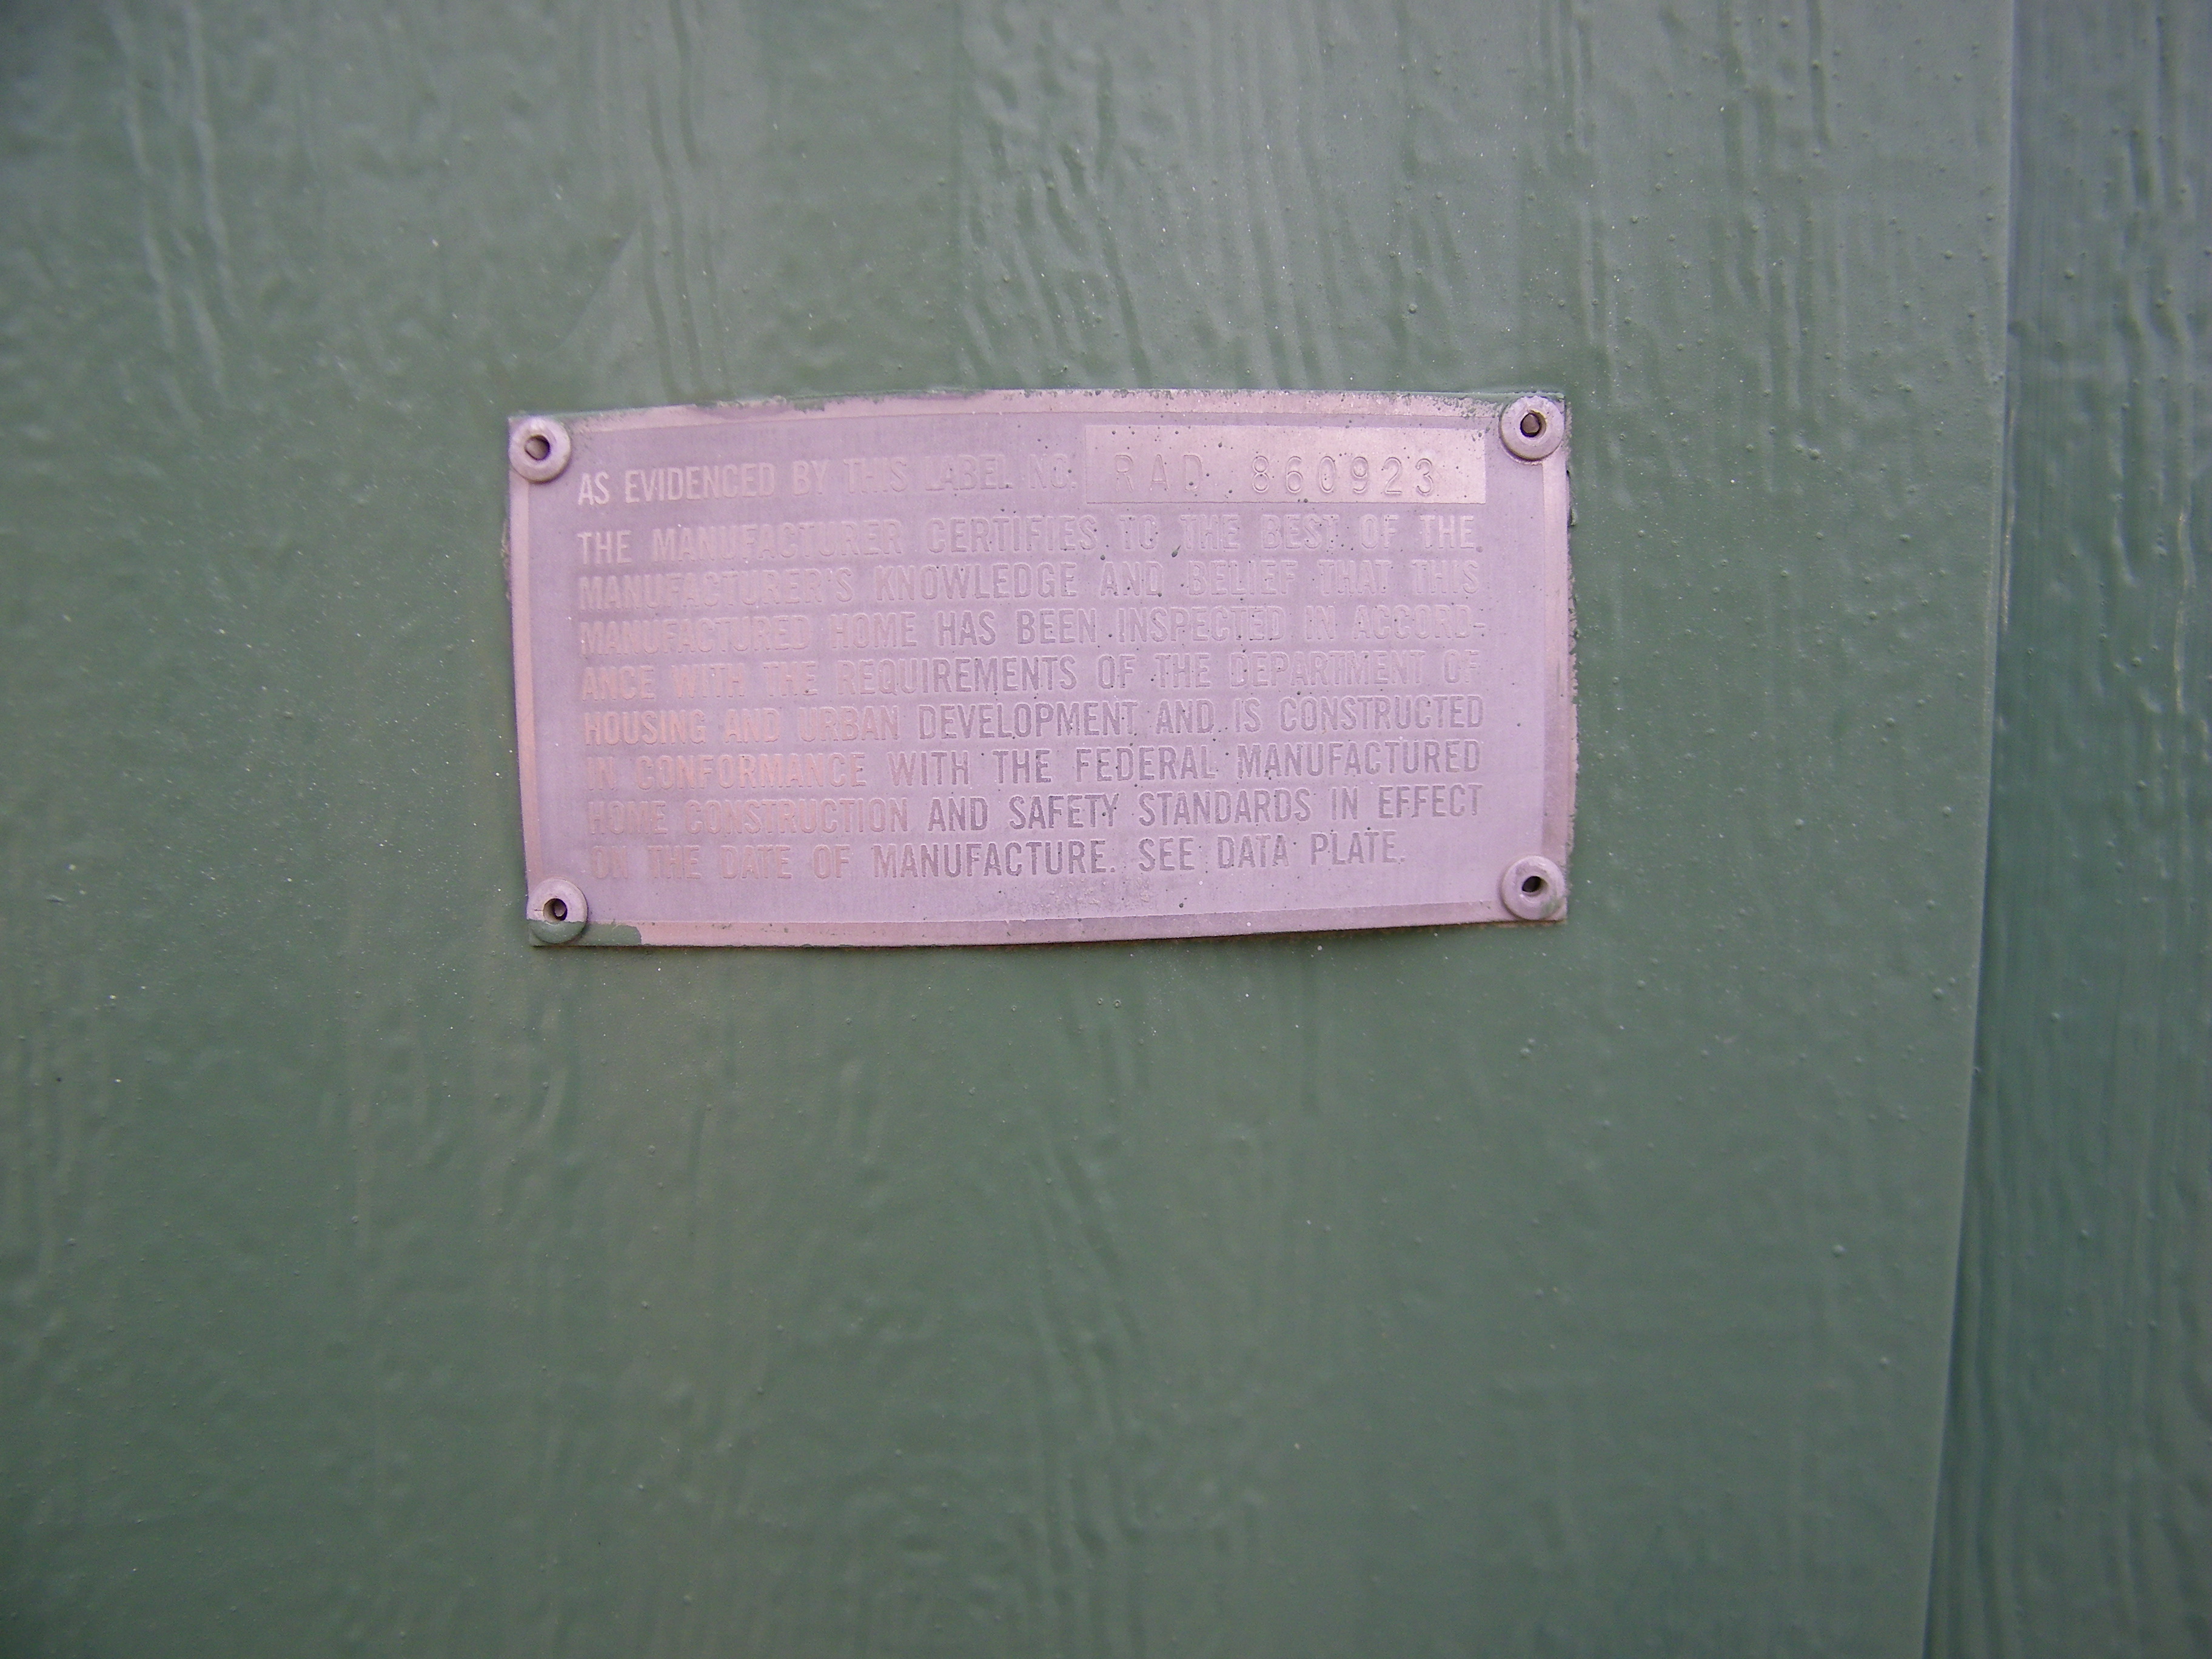 AS EVIDENCED BY THIS LABEL NO. RAD 860923
THE MANUFACTURER CERTIFIES TO THE BEST OF THE
MANUFACTURER'S KNOWLEDGE AND BELIEF THAT THIS
MANUFACTURED HOME HAS BEEN INSPECTED IN ACCORD-
ANCE WITH THE REQUIREMENTS OF THE DEPARTMENT OF
HOUSING AND URBAN DEVELOPMENT AND IS CONSTRUCTED
IN CONFORMANCE WITH THE FEDERAL MANUFACTURED
HOME CONSTRUCTION AND SAFETY STANDARDS IN EFFECT
ON THE DATE OF MANUFACTURE. SEE DATA PLATE.